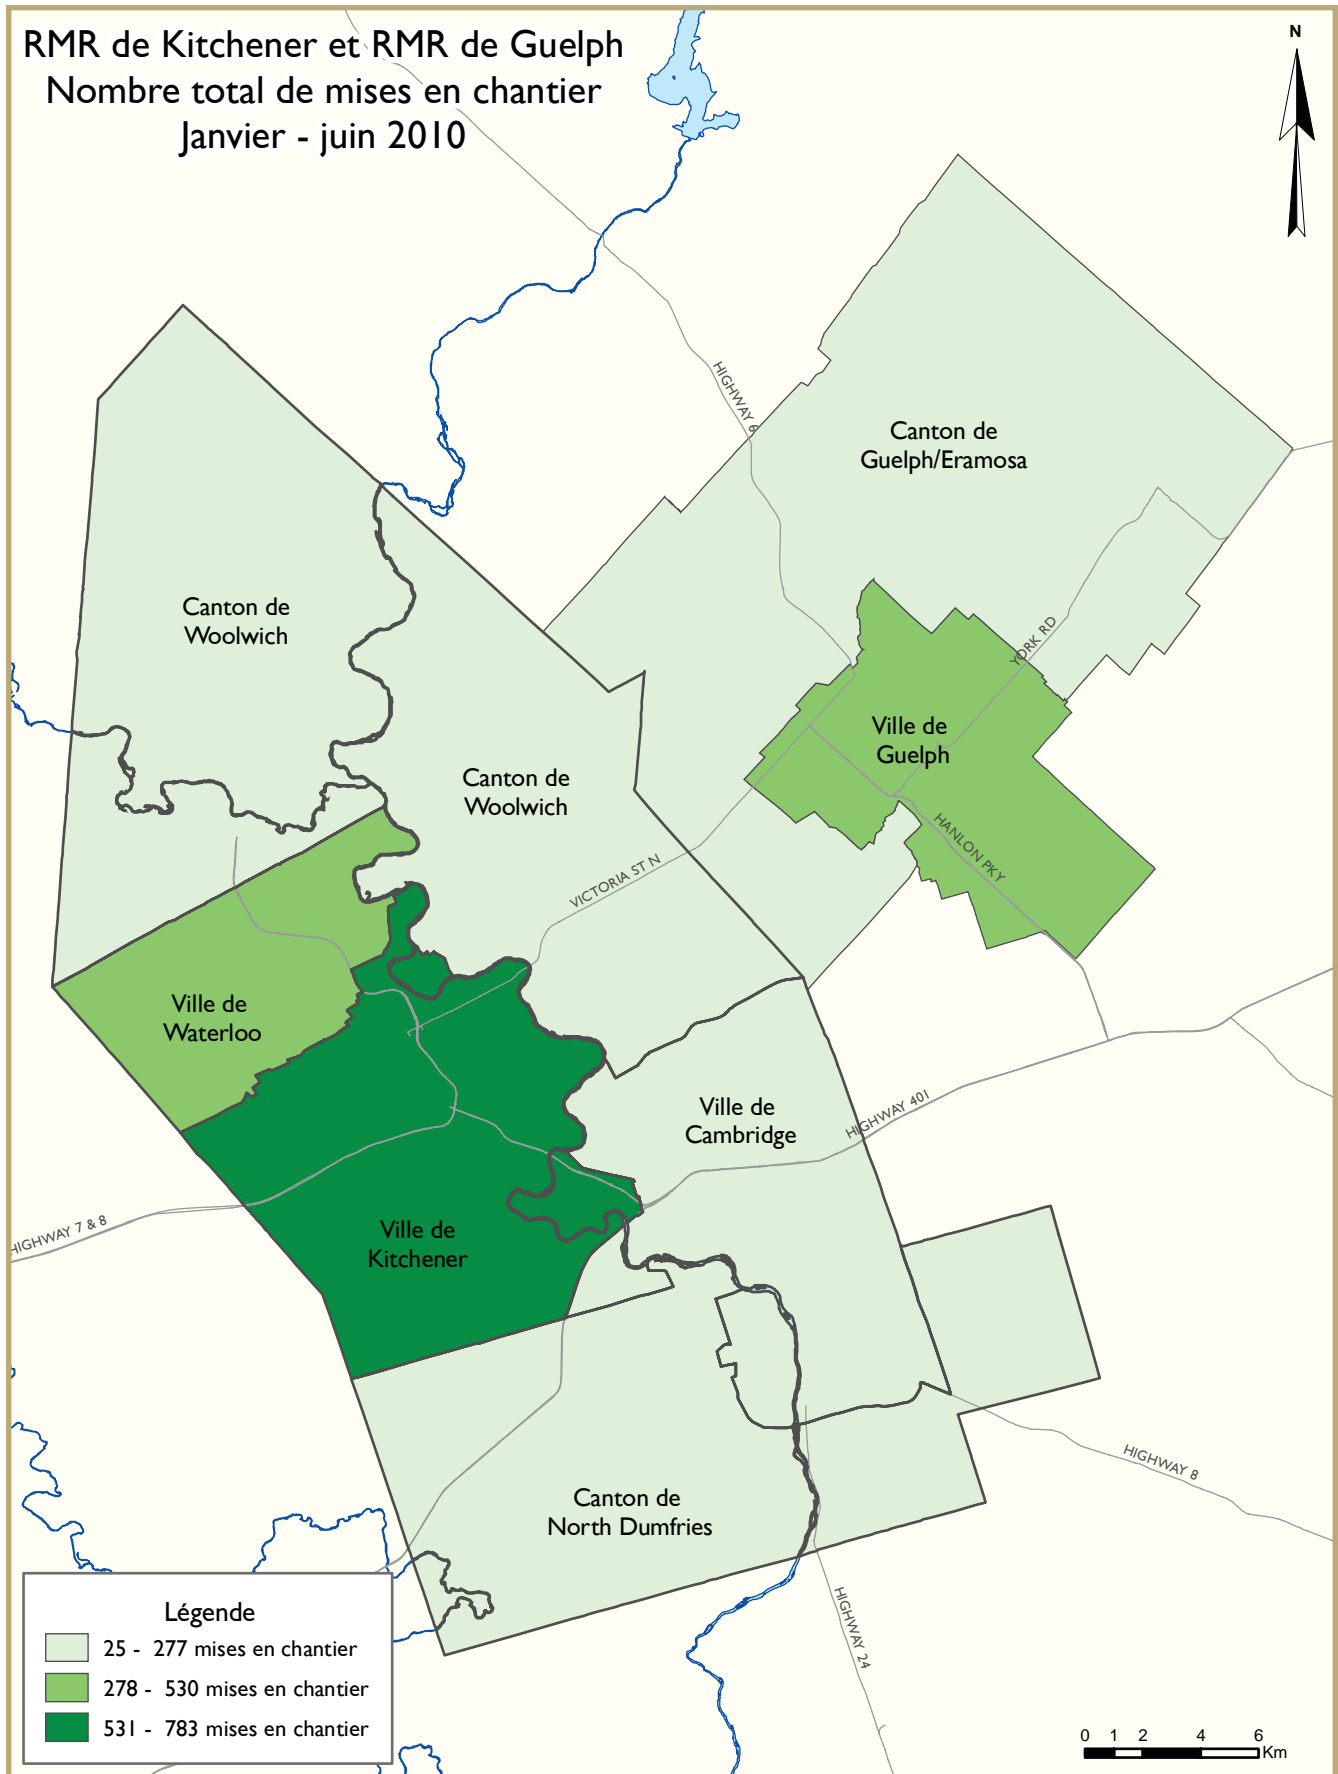 RMR de Kitchener et RMR de Guelph
Nombre total de mises en chantier
Janvier - juin 2010
N
HIGHWAY 6
Canton de
Guelph/Eramosa
Canton de
Woolwich
YORK RD
Ville de
Guelph
Canton de
Woolwich
HANLON PKY
VICTORIA ST N
Ville de
Waterloo
Ville de
Cambridge
HIGHWAY 401
HIGHWAY 7 & 8
Ville de
Kitchener
HIGHWAY 8
Canton de
North Dumfries
HIGHWAY 24
Légende
25 - 277 mises en chantier
278 - 530 mises en chantier
531 - 783 mises en chantier
0 1 2 4 6
Km